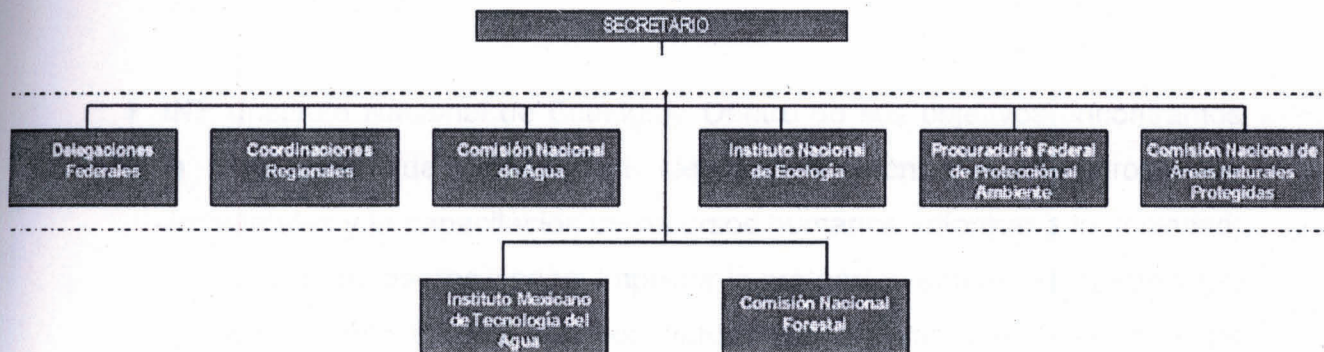 SECRETARIO
Delegaciones
Federales
Coordinaciones
Regionales
Comisión Nacional
de Agua
Instituto Nacional
de Ecología
Procuraduría Federal
de Protección al
Ambiente
Comisión Nacional de
Áreas Naturales
Protegidas
Instituto Mexicano
de Tecnología del
Agua
Comisión Nacional
Forestal